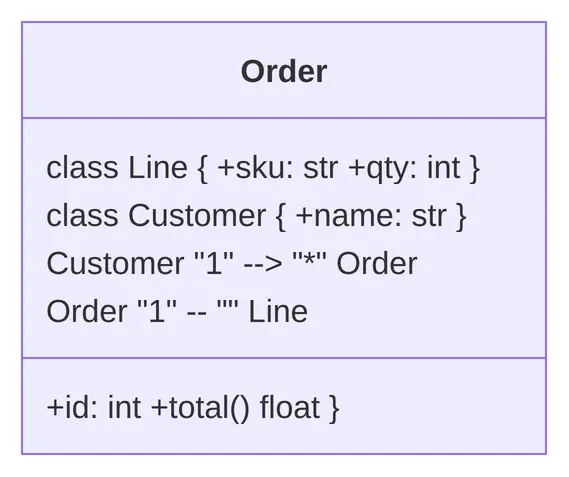 Order
class Line { +sku: str +qty: int }
class Customer { +name: str }
Customer "1" --> "*" Order
Order "1" -- "" Line
+id: int +total() float }